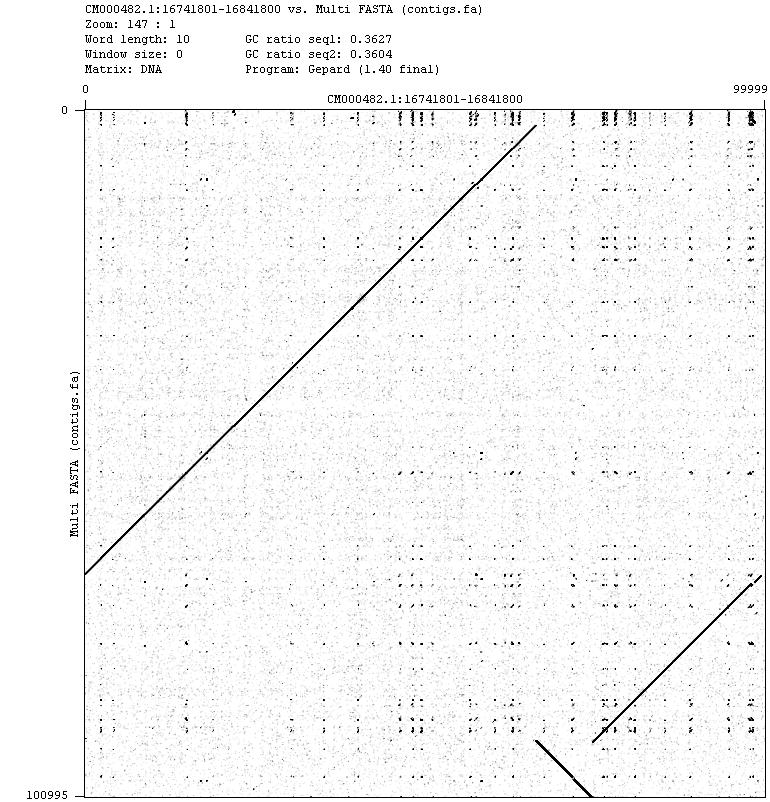 CM000482.1:16741801-16841800 vs. Multi FASTA (contigs.fa)
Zoom: 147 : 1
Word length: 10 GC ratio seq1: 0.3627
Window size: 0 GC ratio seq2: 0.3604
Matrix: DNA Program: Gepard (1.40 final)
0 99999
CM000482.1:16741801-16841800
0
Multi FASTA (contigs.fa)
100995